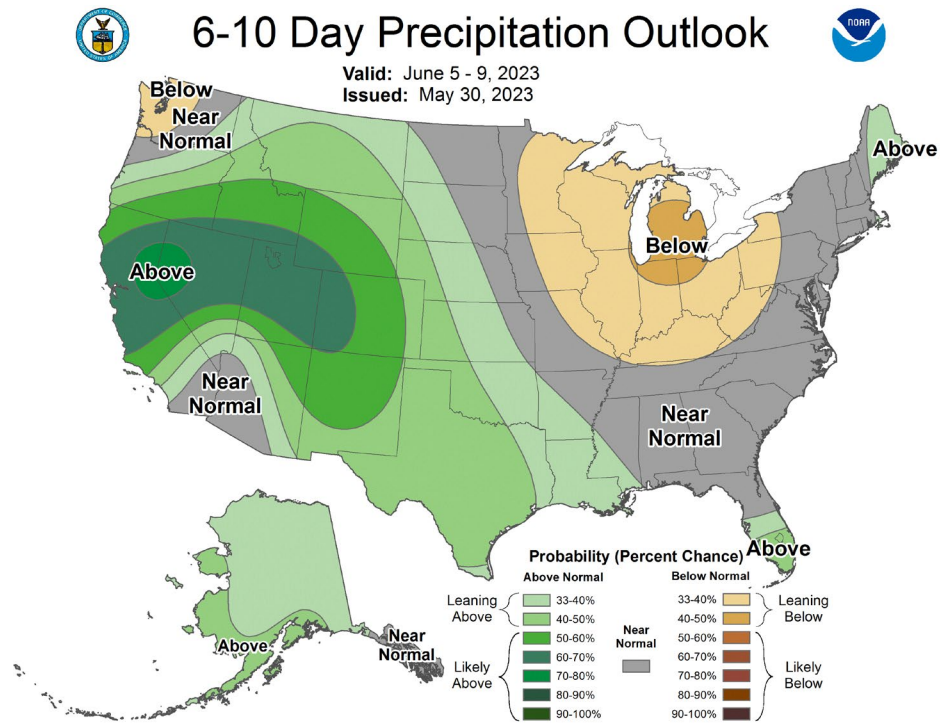 6-10 Day Precipitation Outlook
NOAA
Valid: June 5 - 9, 2023
Issued: May 30, 2023
Below
Near
Normal
Above
Below
Above
Near
Normal
Near
Normal
Above
Above
Near
Normal
Probability (Percent Chance)
Above Normal
Below Normal
Leaning
Above
33-40%
40-50%
Likely
Above
50-60%
60-70%
70-80%
80-90%
90-100%
Near
Normal
33-40%
40-50%
Leaning
Below
50-60%
60-70%
70-80%
80-90%
90-100%
Likely
Below